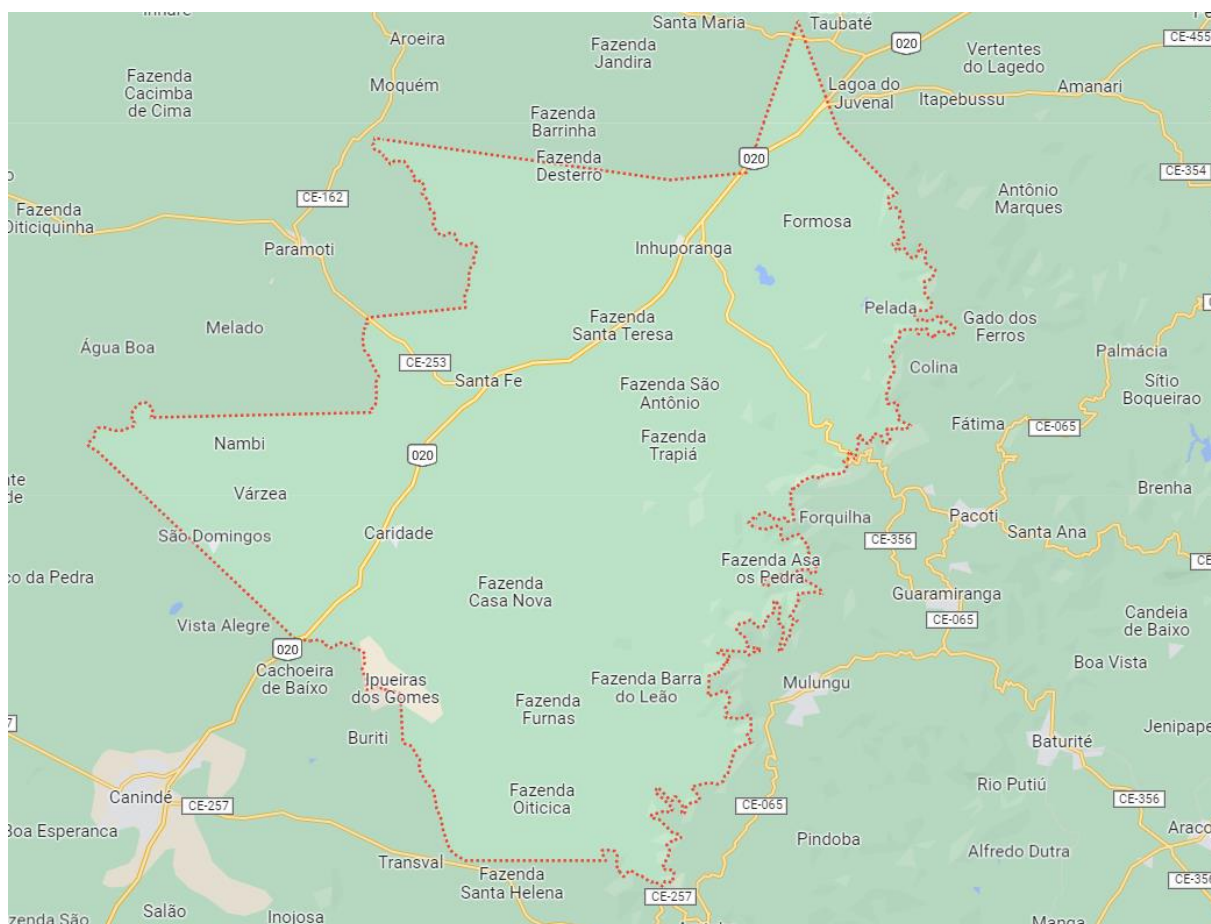 Santa Maria
Taubaté
Aroeira
020
Fazenda
Jandira
Vertentes
do Lagedo
CE-455
Fazenda
Cacimba
de Cima
Moquém
Lagoa do
Juvenal
Itapebussu
Amanari
Fazenda
Barrinha
Fazenda
Desterro
020
CE-354
CE-162
Fazenda
Antônio
Marques
Formosa
Paramoti
Inhuporanga
Pelada
Fazenda
Santa Teresa
Gado dos
Ferros
Melado
Água Boa
CE-253
Palmácia
Colina
Santa Fe
Fazenda São
Antônio
Sítio
Boqueirao
Fátima
CE-065
Nambi
Fazenda
Trapiá
020
Várzea
Brenha
Forquilha
Pacoti
São Domingos
Caridade
Santa Ana
CE-356
Fazenda Asa
os Pedra
co da Pedra
Fazenda
Casa Nova
Guaramiranga
CE-065
Candeia
de Baixo
Vista Alegre
020
Cachoeira
de Baixo
Boa Vista
Ipueiras
dos Gomes
Fazenda Barra
do Leão
Mulungu
Fazenda
Furnas
Buriti
Jenipape
Baturité
Rio Putiú
Canindé
CE-257
Fazenda
Oiticica
CE-065
CE-356
Boa Esperanca
Pindoba
Alfredo Dutra
Transval
Fazenda
Santa Helena
CE-356
CE-257
Salão
Inojosa
Manga